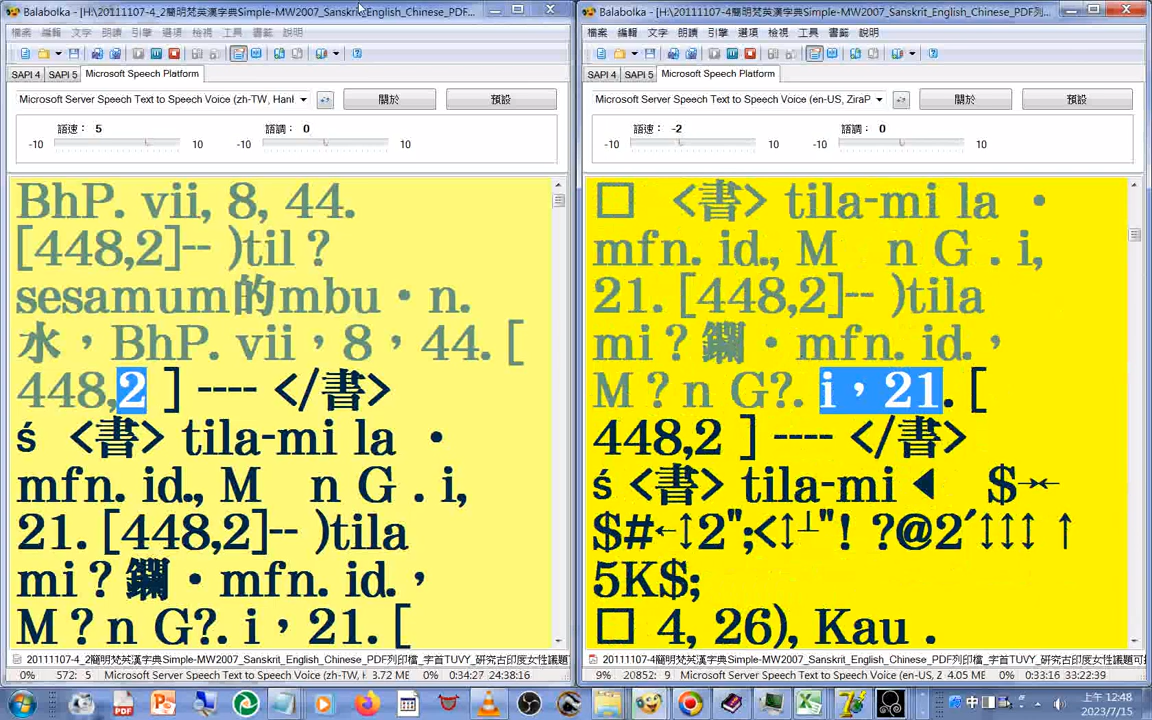 Balabolka - [H:\20111107-4_2簡明梵英漢字典Simple-MW2007_Sanskrit_English_Chinese_PDF...
檔案 編輯 文字 朗讀 引擎 選項 檢視 工具 書籤 說明
SAPI 4 SAPI 5 Microsoft Speech Platform
Microsoft Server Speech Text to Speech Voice (zh-TW, Hanl 關於 預設
語速： 5 語調： 0
-10 10 -10 10
BhP. vii, 8, 44.
[448,2]-- )til ?
sesamum的mbu・n.
水，BhP. vii，8，44. [
448,2 ] ---- </書>
ś <書> tila-mi la ・
mfn. id., M n G . i,
21. [448,2]-- )tila
mi？鑭・mfn. id.，
M？n G?. i，21. [
20111107-4_2簡明梵英漢字典Simple-MW2007_Sanskrit_English_Chinese_PDF列印檔_字首TUVY_研究古印度女性議題
0% 572: 5 Microsoft Server Speech Text to Speech Voice (zh-TW, H 3.72 MB 0% 0:34:27 24:38:16
Balabolka - [H:\20111107-4簡明梵英漢字典Simple-MW2007_Sanskrit_English_Chinese_PDF列...
檔案 編輯 文字 朗讀 引擎 選項 檢視 工具 書籤 說明
SAPI 4 SAPI 5 Microsoft Speech Platform
Microsoft Server Speech Text to Speech Voice (en-US, ZiraP 關於 預設
語速： -2 語調： 0
-10 10 -10 10
□ <書> tila-mi la ・
mfn. id., M n G . i,
21. [448,2]-- )tila
mi？鑭・mfn. id.，
M？n G?. i，21. [
448,2 ] ---- </書>
ś <書> tila-mi ◀ $→←
$#←↕2";<↕⊥"! ?@2′↕↕↕ ↑
5K$;
□ 4, 26), Kau .
20111107-4簡明梵英漢字典Simple-MW2007_Sanskrit_English_Chinese_PDF列印檔_字首TUVY_研究古印度女性議題可
9% 20852: 9 Microsoft Server Speech Text to Speech Voice (en-US, Z 4.05 MB 0% 0:33:16 33:22:39
中
上午 12:48
2023/7/15